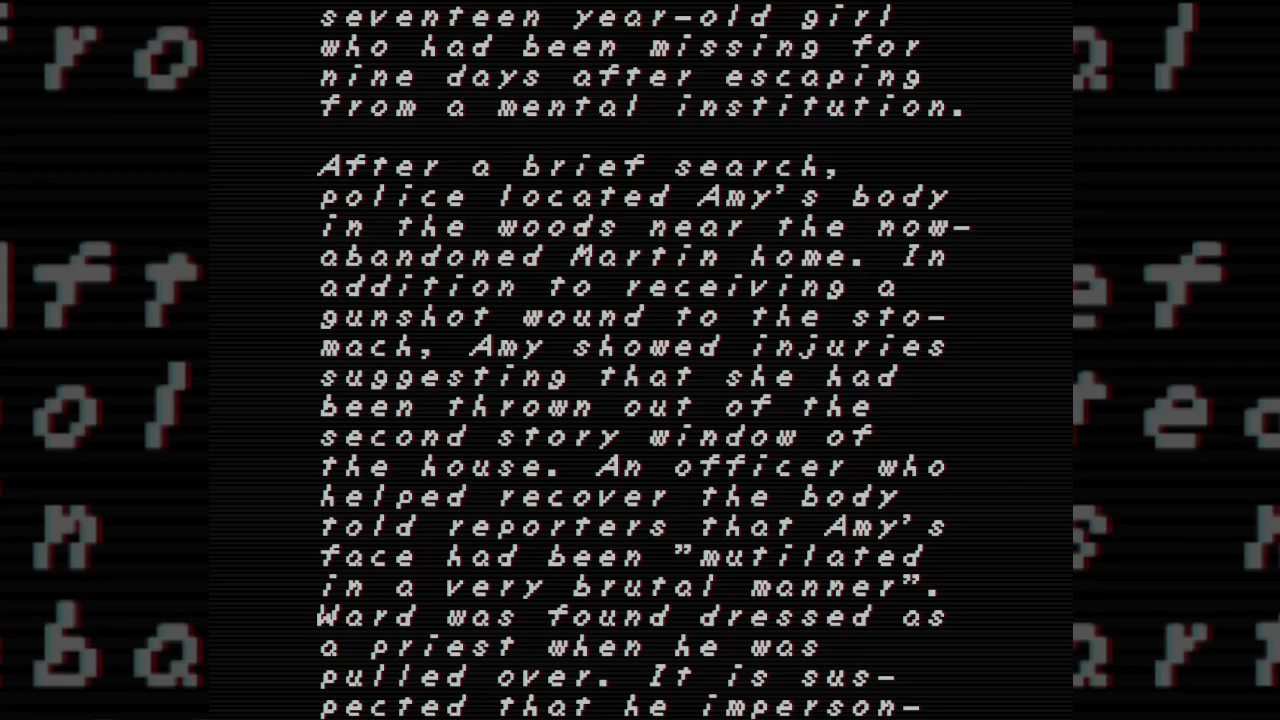 seventeen year-old girl
who had been missing for
nine days after escaping
from a mental institution.
After a brief search,
police located Amy's body
in the woods near the now-
abandoned Martin home. In
addition to receiving a
gunshot wound to the sto-
mach, Amy showed injuries
suggesting that she had
been thrown out of the
second story window of
the house. An officer who
helped recover the body
told reporters that Amy's
face had been "mutilated
in a very brutal manner".
Ward was found dressed as
a priest when he was
pulled over. It is sus-
pected that he imperson-